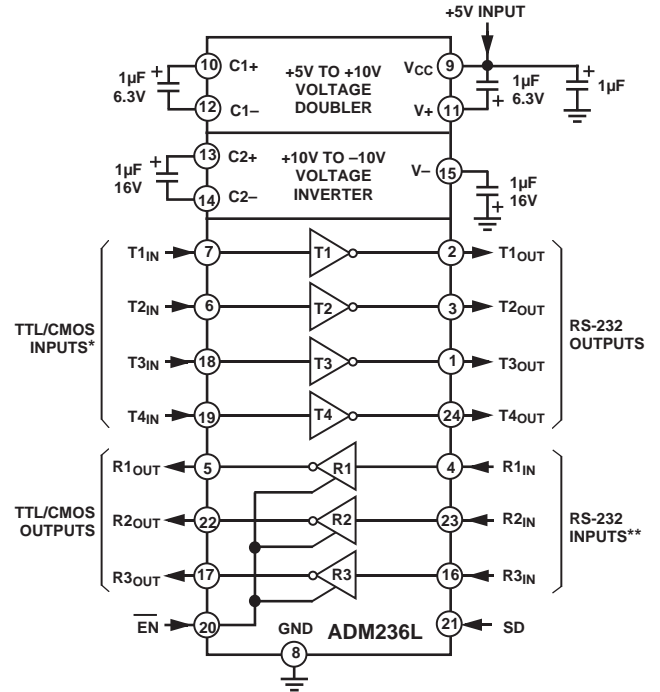 +5V INPUT
10 C1+ +5V TO +10V VOLTAGE DOUBLER VCC 9
1µF 6.3V +
12 C1– V+ 11
1µF 6.3V +
+ 1µF
13 C2+ +10V TO –10V VOLTAGE INVERTER V– 15
1µF 16V +
14 C2–
1µF 16V +
T1IN 7 T1 2 T1OUT
T2IN 6 T2 3 T2OUT
TTL/CMOS INPUTS*
RS-232 OUTPUTS
T3IN 18 T3 1 T3OUT
T4IN 19 T4 24 T4OUT
R1OUT 5 R1 4 R1IN
TTL/CMOS OUTPUTS
R2OUT 22 R2 23 R2IN
RS-232 INPUTS**
R3OUT 17 R3 16 R3IN
EN 20 GND ADM236L 21 SD
8